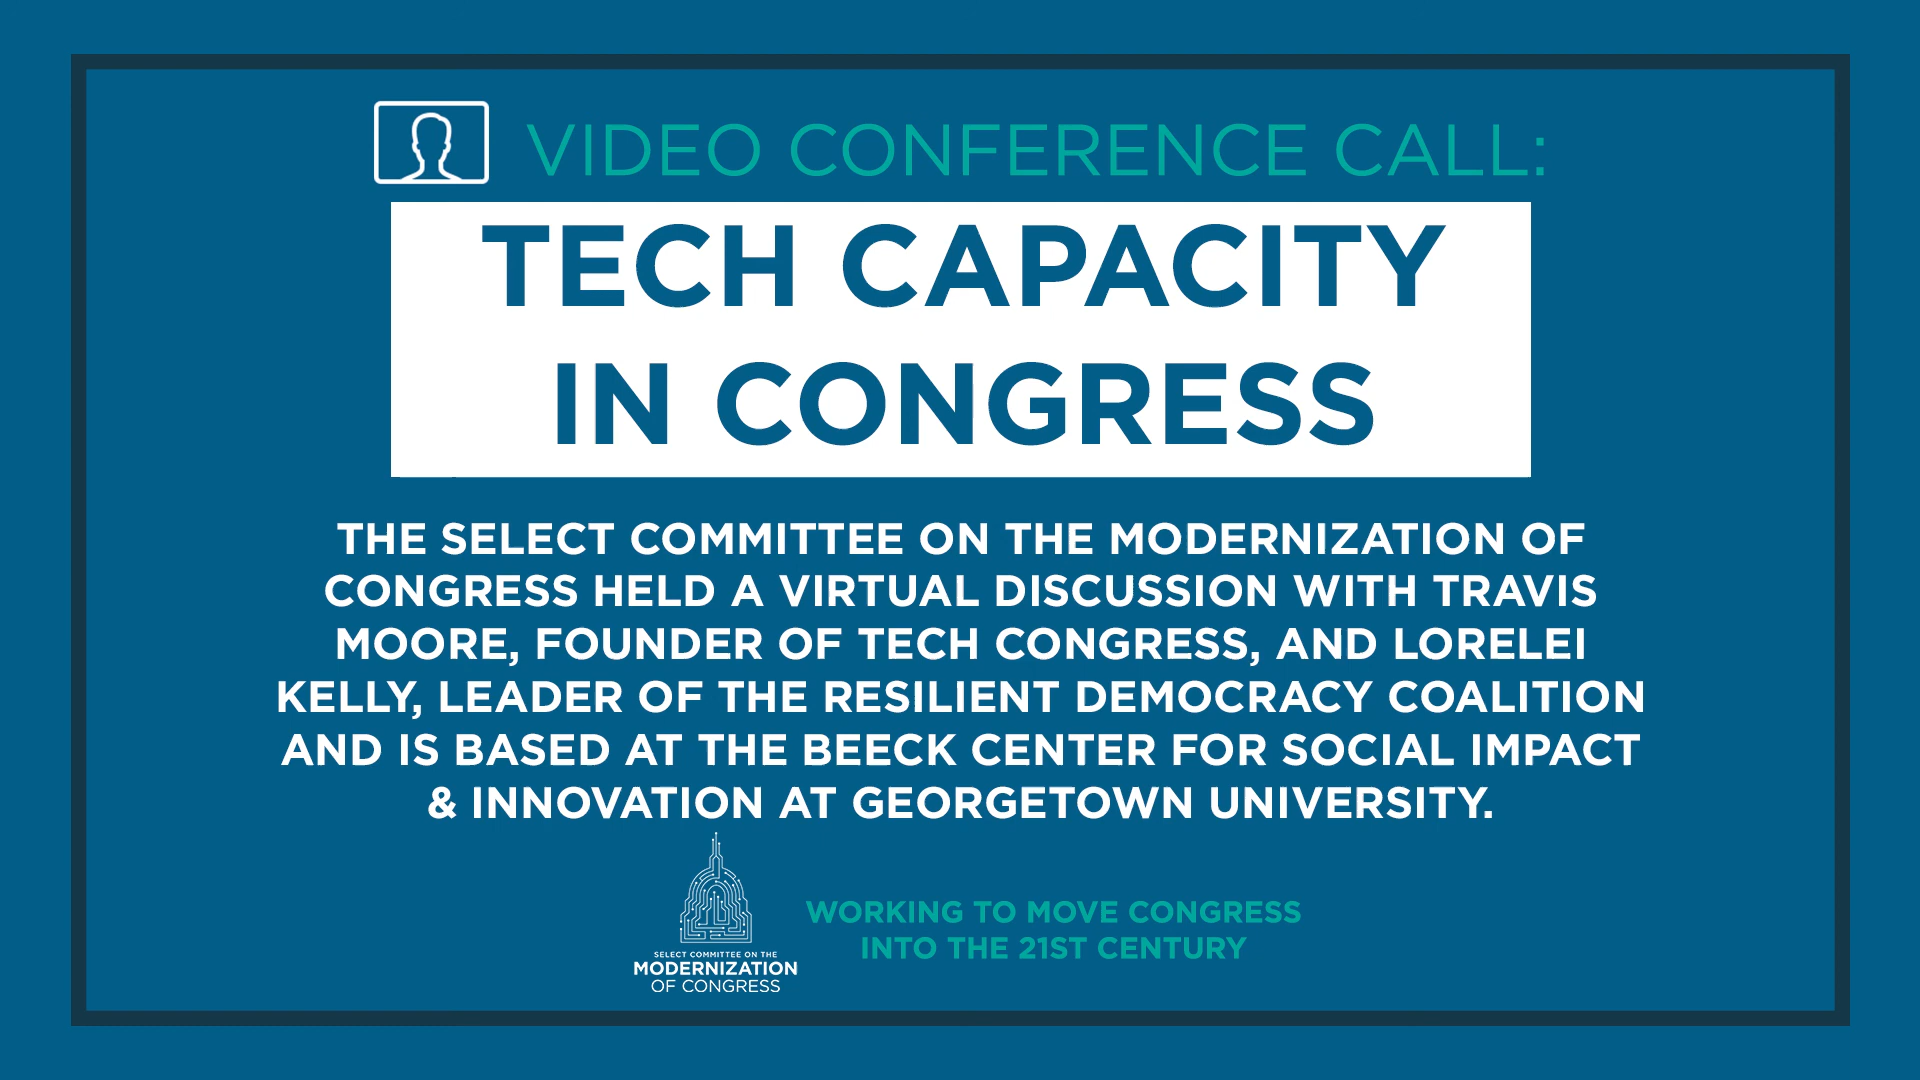 VIDEO CONFERENCE CALL:
TECH CAPACITY
IN CONGRESS
THE SELECT COMMITTEE ON THE MODERNIZATION OF
CONGRESS HELD A VIRTUAL DISCUSSION WITH TRAVIS
MOORE, FOUNDER OF TECH CONGRESS, AND LORELEI
KELLY, LEADER OF THE RESILIENT DEMOCRACY COALITION
AND IS BASED AT THE BEECK CENTER FOR SOCIAL IMPACT
& INNOVATION AT GEORGETOWN UNIVERSITY.
SELECT COMMITTEE ON THE
MODERNIZATION
OF CONGRESS
WORKING TO MOVE CONGRESS
INTO THE 21ST CENTURY